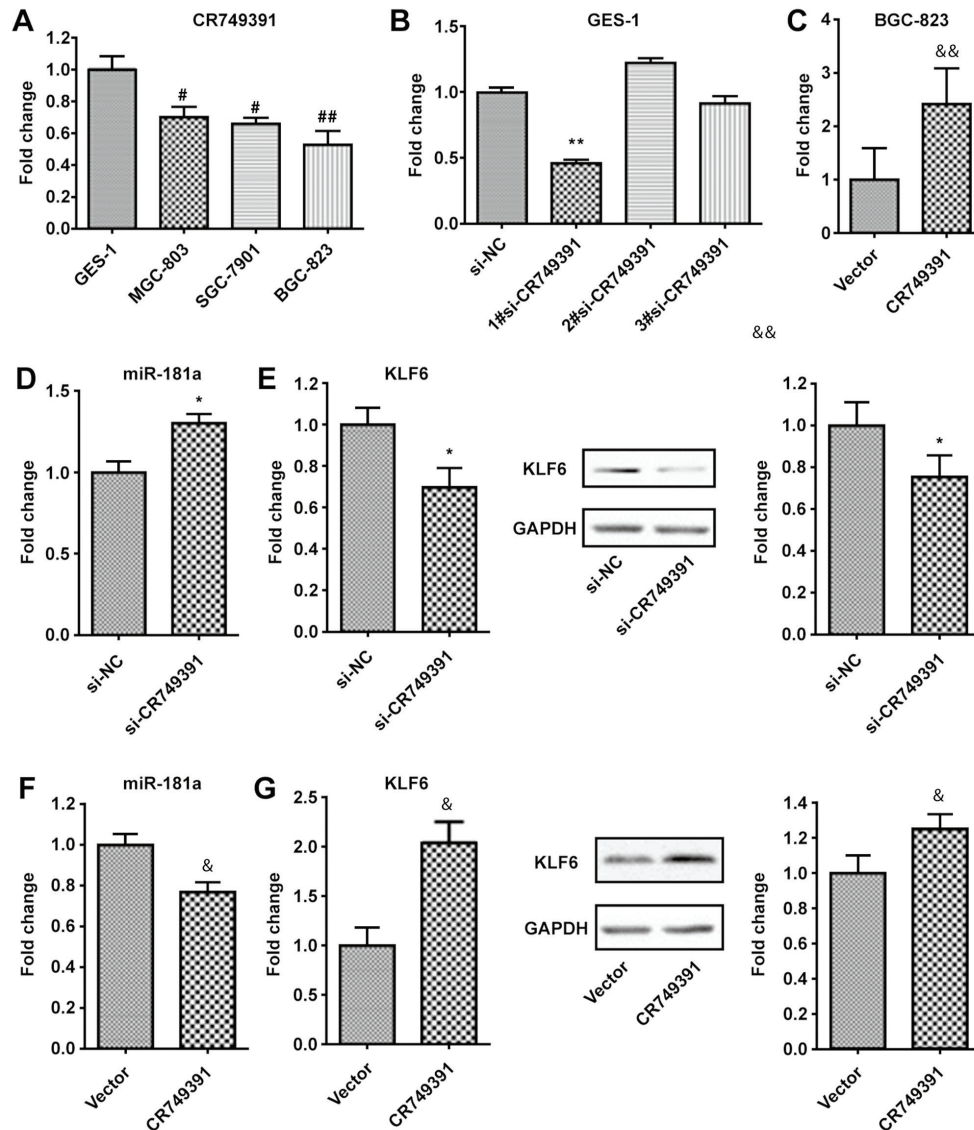 A
CR749391
Fold change
1.2
1.0
0.8
0.6
0.4
0.2
0.0
#
#
##
GES-1
MGC-803
SGC-7901
BGC-823
B
GES-1
Fold change
1.5
1.0
0.5
0.0
**
si-NC
1#si-CR749391
2#si-CR749391
3#si-CR749391
C
BGC-823
Fold change
4
3
2
1
0
&&
Vector
CR749391
&&
D
miR-181a
Fold change
1.5
1.0
0.5
0.0
*
si-NC
si-CR749391
E
KLF6
Fold change
1.2
1.0
0.8
0.6
0.4
0.2
0.0
*
si-NC
si-CR749391
KLF6
GAPDH
si-NC
si-CR749391
Fold change
1.2
1.0
0.8
0.6
0.4
0.2
0.0
*
si-NC
si-CR749391
F
miR-181a
Fold change
1.2
1.0
0.8
0.6
0.4
0.2
0.0
&
Vector
CR749391
G
KLF6
Fold change
2.5
2.0
1.5
1.0
0.5
0.0
&
Vector
CR749391
KLF6
GAPDH
Vector
CR749391
Fold change
1.4
1.2
1.0
0.8
0.6
0.4
0.2
0.0
&
Vector
CR749391